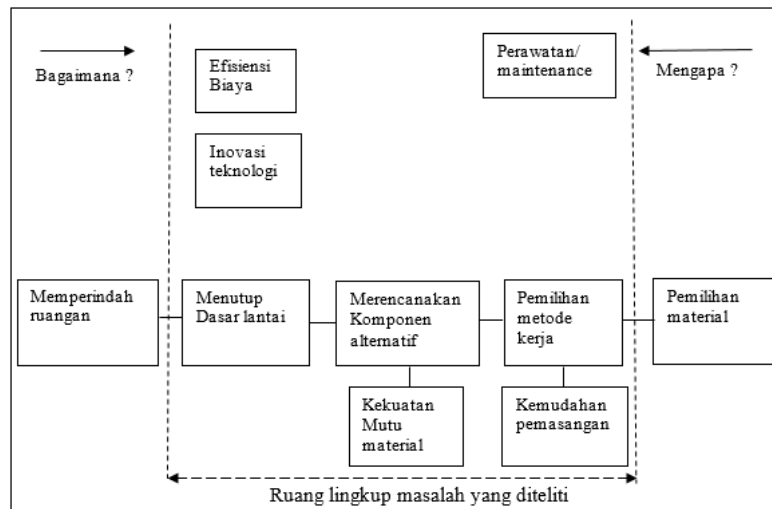 Bagaimana ?
Efisiensi
Biaya
Perawatan/
maintenance
Mengapa ?
Inovasi
teknologi
Memperindah
ruangan
Menutup
Dasar lantai
Merencanakan
Komponen
alternatif
Pemilihan
metode
kerja
Pemilihan
material
Kekuatan
Mutu
material
Kemudahan
pemasangan
Ruang lingkup masalah yang diteliti